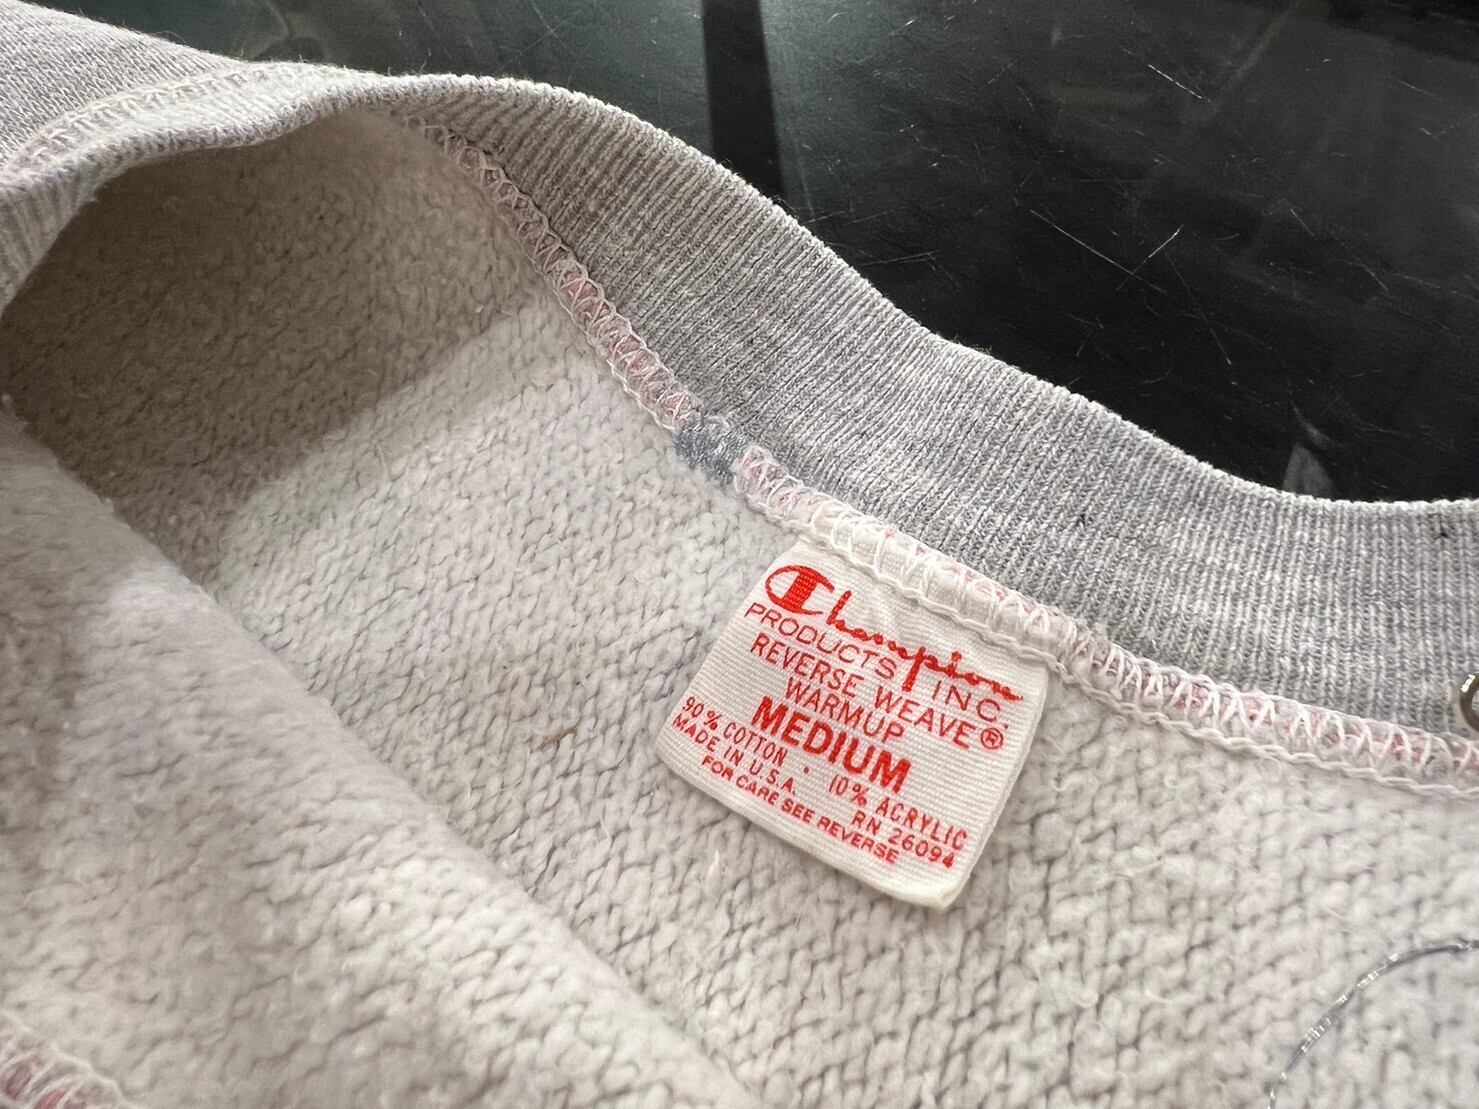 Champion
PRODUCTS INC.
REVERSE WEAVE®
WARMUP
MEDIUM
90% COTTON · 10% ACRYLIC
MADE IN U.S.A. RN 26094
FOR CARE SEE REVERSE